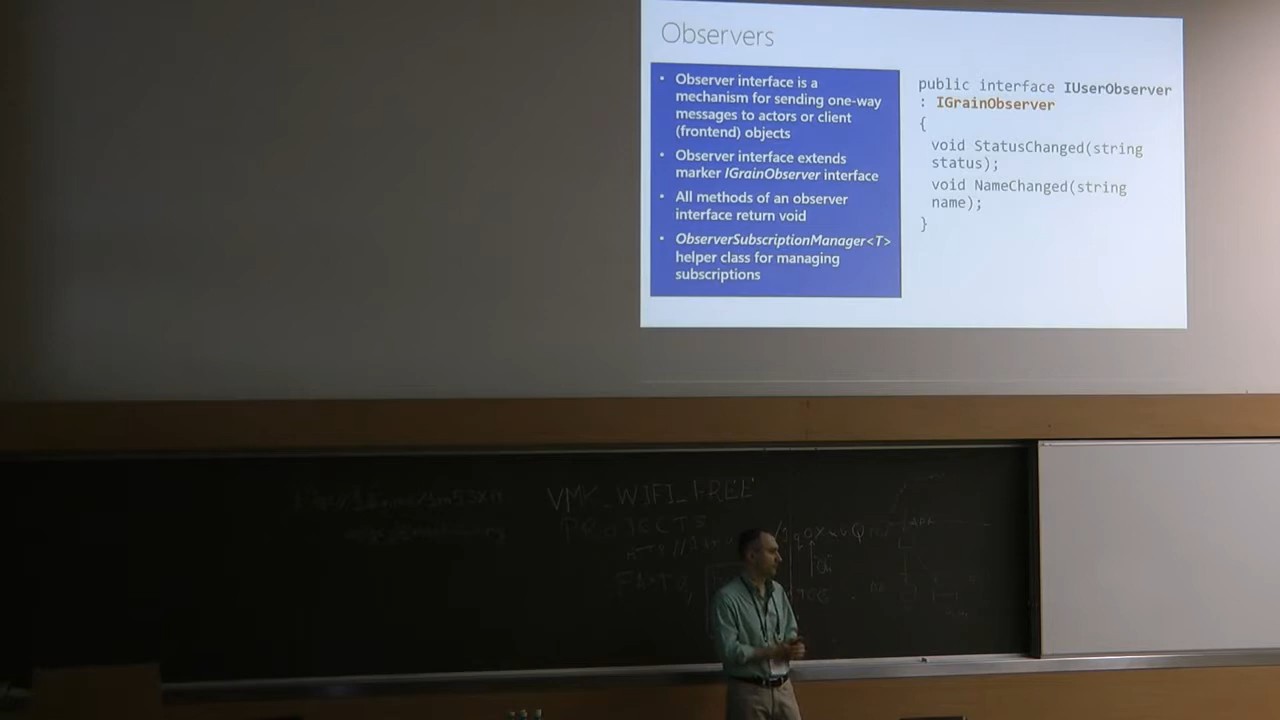 Observers
• Observer interface is a
mechanism for sending one-way
messages to actors or client
(frontend) objects
• Observer interface extends
marker IGrainObserver interface
• All methods of an observer
interface return void
• ObserverSubscriptionManager<T>
helper class for managing
subscriptions
public interface IUserObserver
: IGrainObserver
{
void StatusChanged(string
status);
void NameChanged(string
name);
}
VMK_WIFI_FREE
PROJECTS